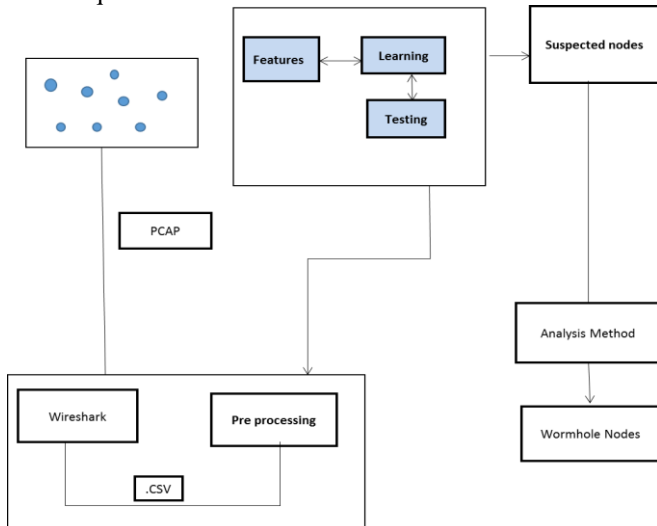 Features
Learning
Testing
Suspected nodes
PCAP
Analysis Method
Wormhole Nodes
Wireshark
Pre processing
.CSV